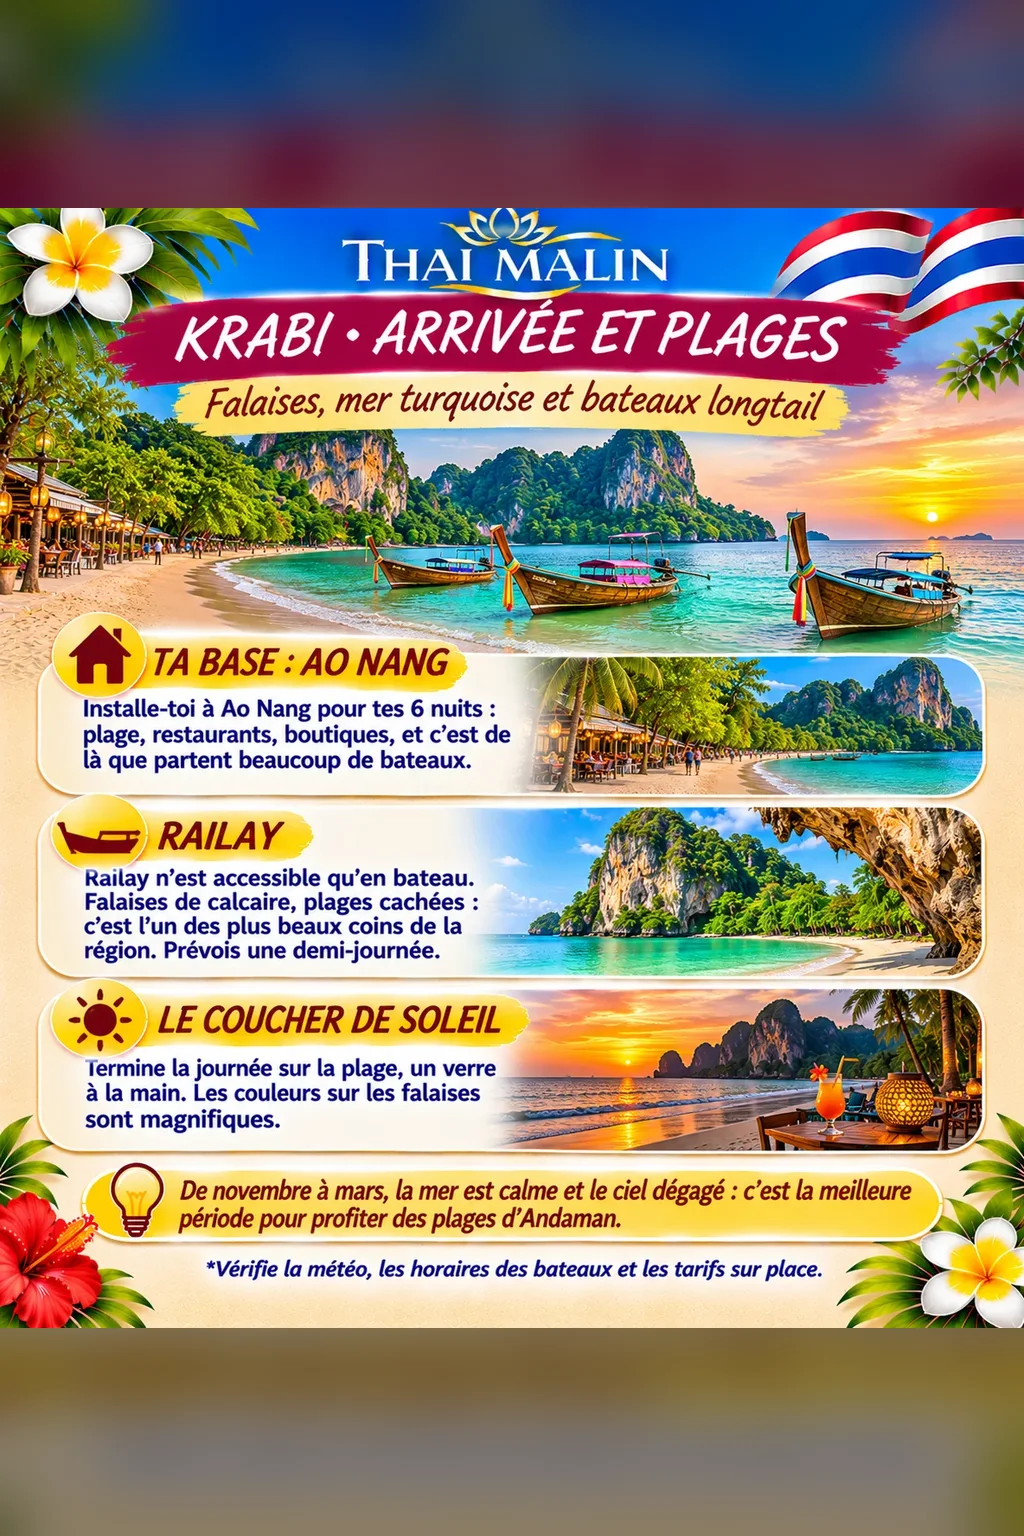 THAI MALIN
KRABI • ARRIVÉE ET PLAGES
Falaises, mer turquoise et bateaux longtail
TA BASE : AO NANG
Installe-toi à Ao Nang pour tes 6 nuits :
plage, restaurants, boutiques, et c’est de
là que partent beaucoup de bateaux.
RAILAY
Railay n’est accessible qu’en bateau.
Falaises de calcaire, plages cachées :
c’est l’un des plus beaux coins de la
région. Prévois une demi-journée.
LE COUCHER DE SOLEIL
Termine la journée sur la plage, un verre
à la main. Les couleurs sur les falaises
sont magnifiques.
De novembre à mars, la mer est calme et le ciel dégagé : c’est la meilleure
période pour profiter des plages d’Andaman.
*Vérifie la météo, les horaires des bateaux et les tarifs sur place.